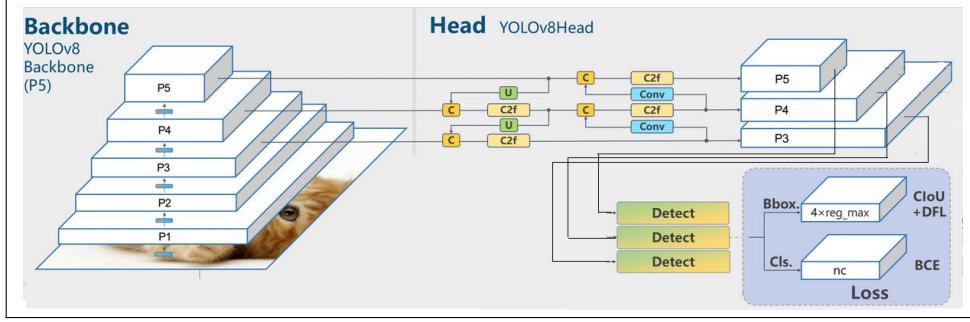 Backbone
YOLOv8
Backbone
(P5)
P5
P4
P3
P2
P1
Head YOLOv8Head
C
C2f
U
Conv
C
C2f
C
C2f
U
Conv
C
C2f
P5
P4
P3
Detect
Detect
Detect
Bbox.
4×reg_max
CIoU
+DFL
Cls.
nc
BCE
Loss